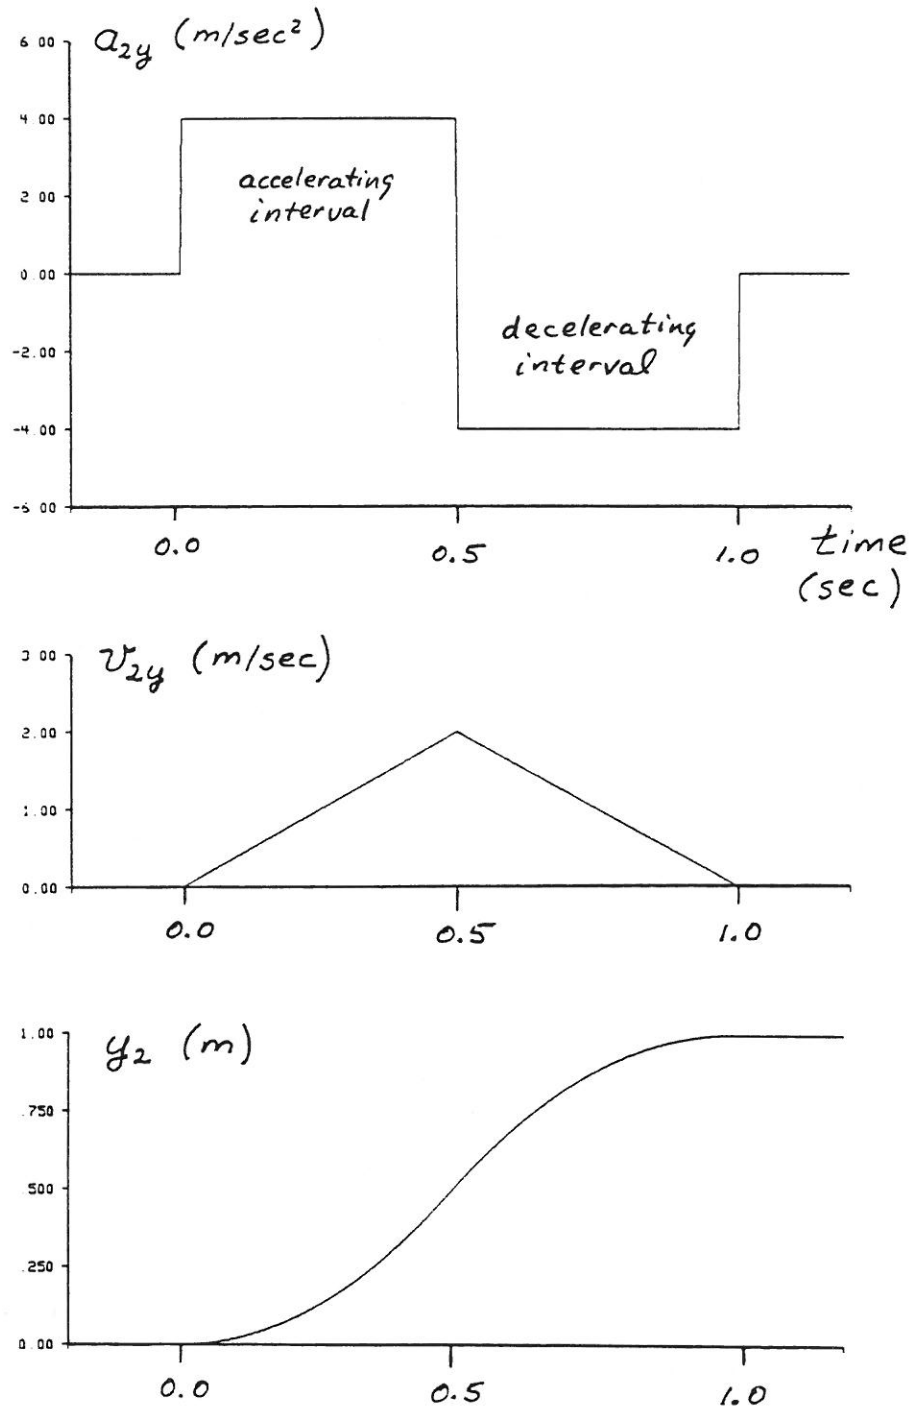 a2y (m/sec²)
6.00
4.00
2.00
0.00
-2.00
-4.00
-6.00
accelerating
interval
decelerating
interval
0.0 0.5 1.0 time
(sec)
v2y (m/sec)
3.00
2.00
1.00
0.00
0.0 0.5 1.0
y2 (m)
1.00
.750
.500
.250
0.00
0.0 0.5 1.0